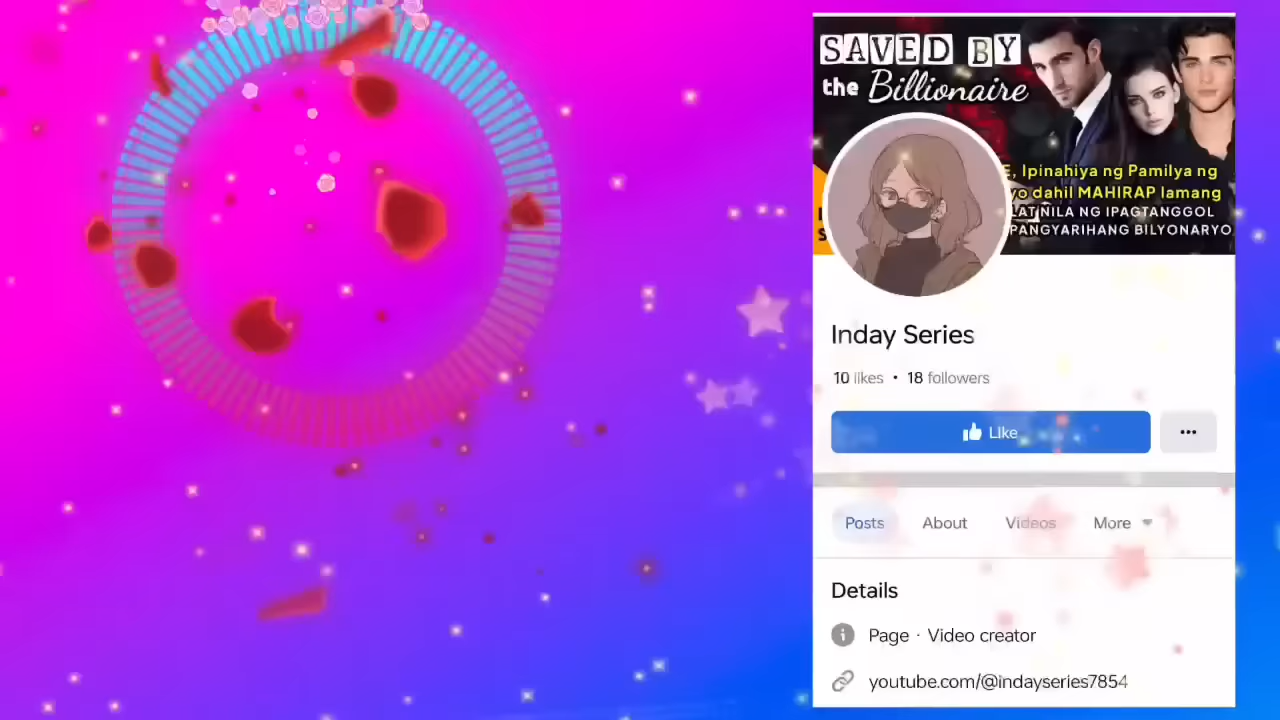 SAVED BY
the Billionaire
E, Ipinahiya ng Pamilya ng
yo dahil MAHIRAP lamang
LAT NILA NG IPAGTANGGOL
PANGYARIHANG BILYONARYO
Inday Series
10 likes · 18 followers
Like
Posts About Videos More
Details
Page · Video creator
youtube.com/@indayseries7854